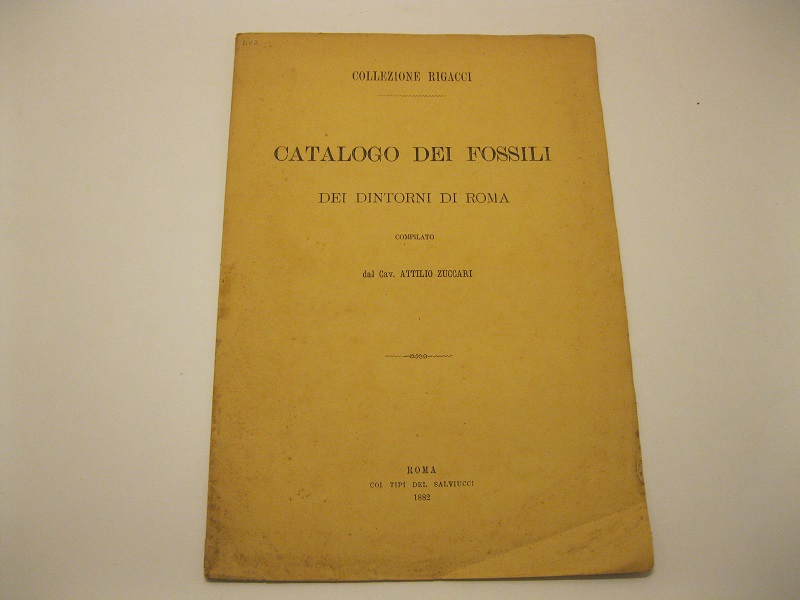 COLLEZIONE RIGACCI
CATALOGO DEI FOSSILI
DEI DINTORNI DI ROMA
COMPILATO
dal Cav. ATTILIO ZUCCARI
ROMA
COI TIPI DEL SALVIUCCI
1882